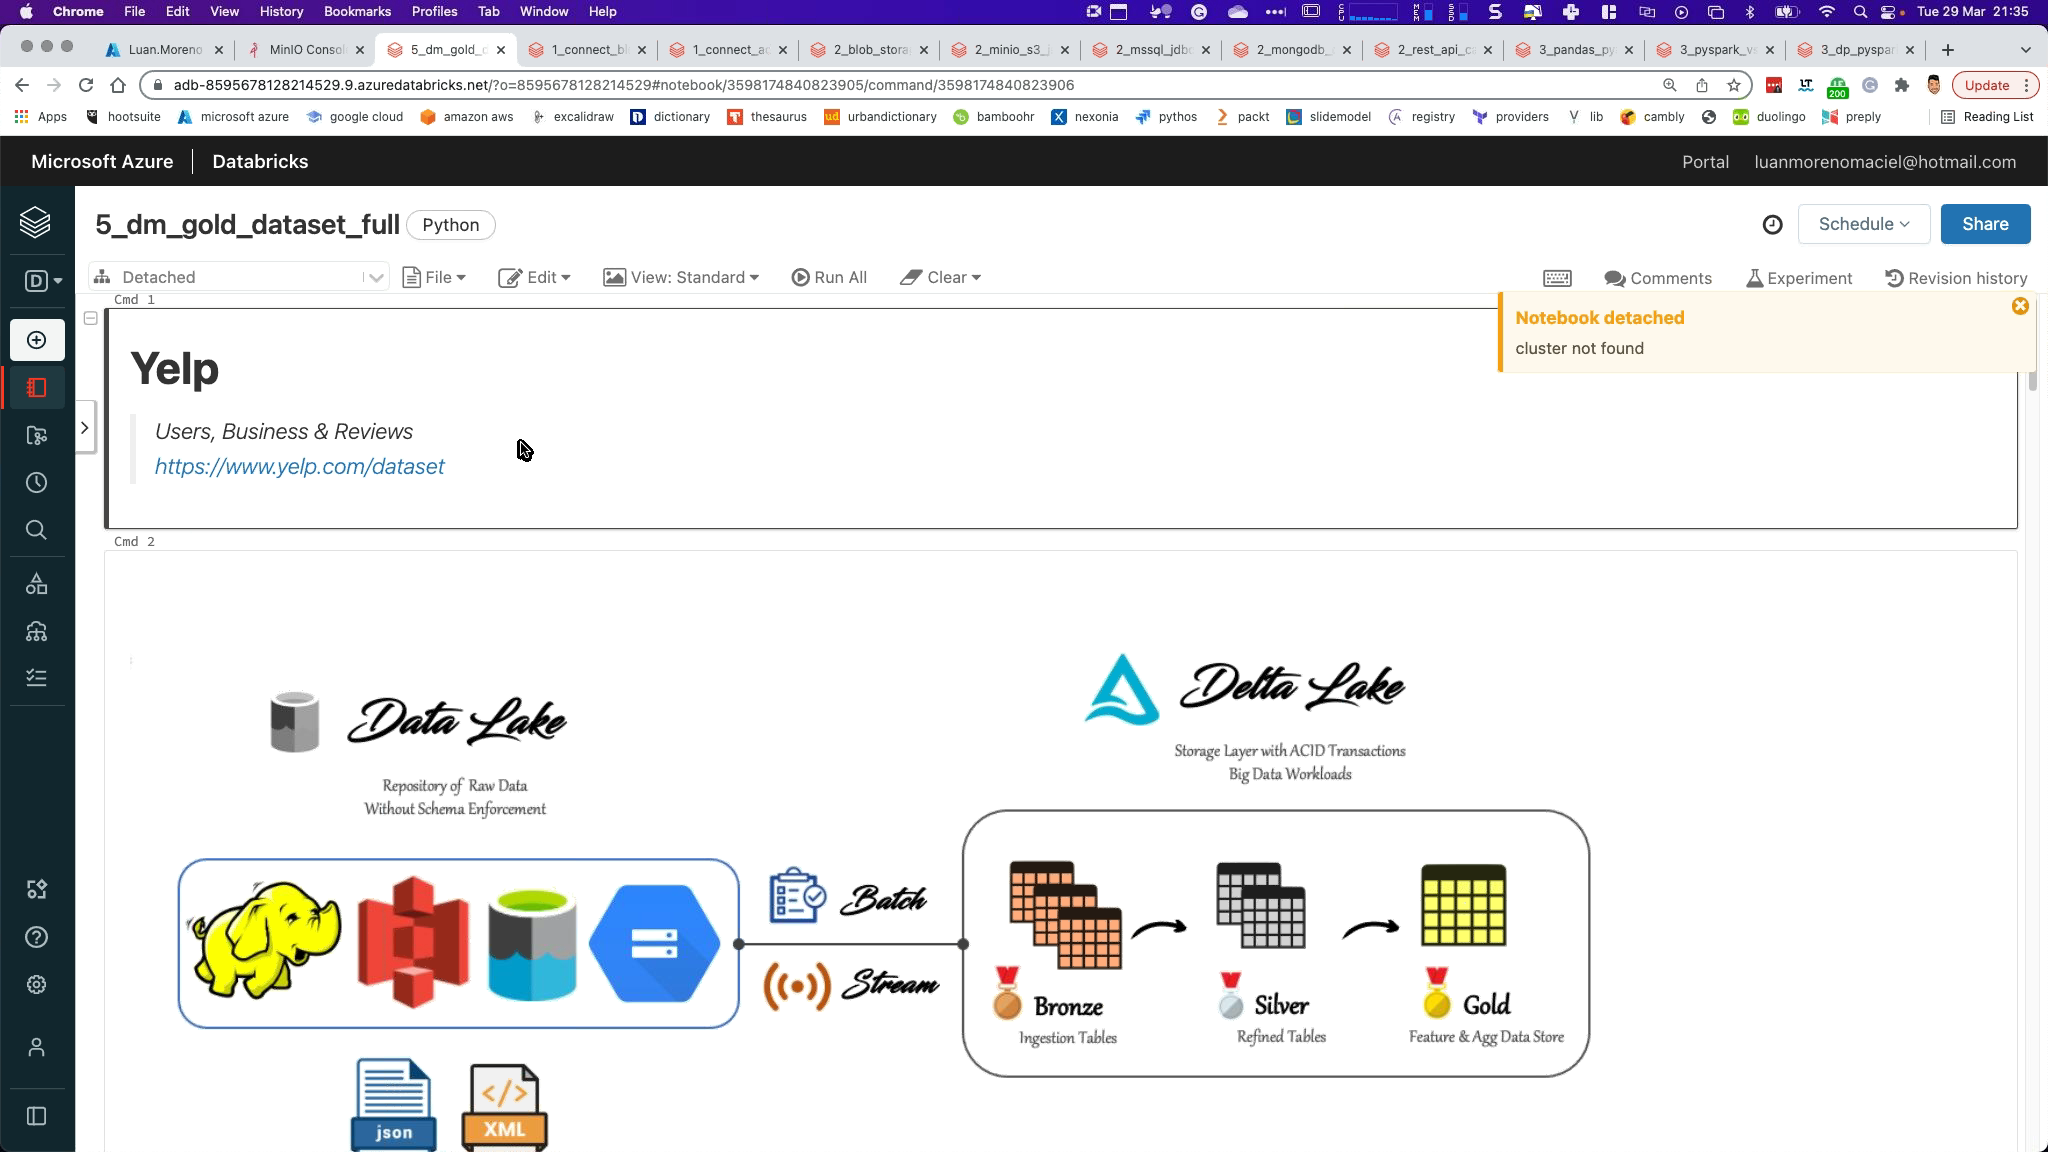 Chrome File Edit View History Bookmarks Profiles Tab Window Help
Tue 29 Mar 21:35
Luan.Moreno
MinIO Consol
5_dm_gold_d
1_connect_bl
1_connect_ad
2_blob_stora
2_minio_s3_
2_mssql_jdbc
2_mongodb_
2_rest_api_c
3_pandas_py
3_pyspark_v
3_dp_pyspar
adb-8595678128214529.9.azuredatabricks.net/?o=8595678128214529#notebook/3598174840823905/command/3598174840823906
200
Update
Apps hootsuite microsoft azure google cloud amazon aws excalidraw dictionary thesaurus urbandictionary bamboohr nexonia pythos packt slidemodel registry providers lib cambly duolingo preply Reading List
Microsoft Azure Databricks
Portal luanmorenomaciel@hotmail.com
5_dm_gold_dataset_full Python
Schedule Share
D
Detached File Edit View: Standard Run All Clear
Comments Experiment Revision history
Cmd 1
Notebook detached
cluster not found
Yelp
Users, Business & Reviews
https://www.yelp.com/dataset
Cmd 2
Data Lake
Repository of Raw Data
Without Schema Enforcement
Delta Lake
Storage Layer with ACID Transactions
Big Data Workloads
Batch
Stream
Bronze
Ingestion Tables
Silver
Refined Tables
Gold
Feature & Agg Data Store
json
</>
XML